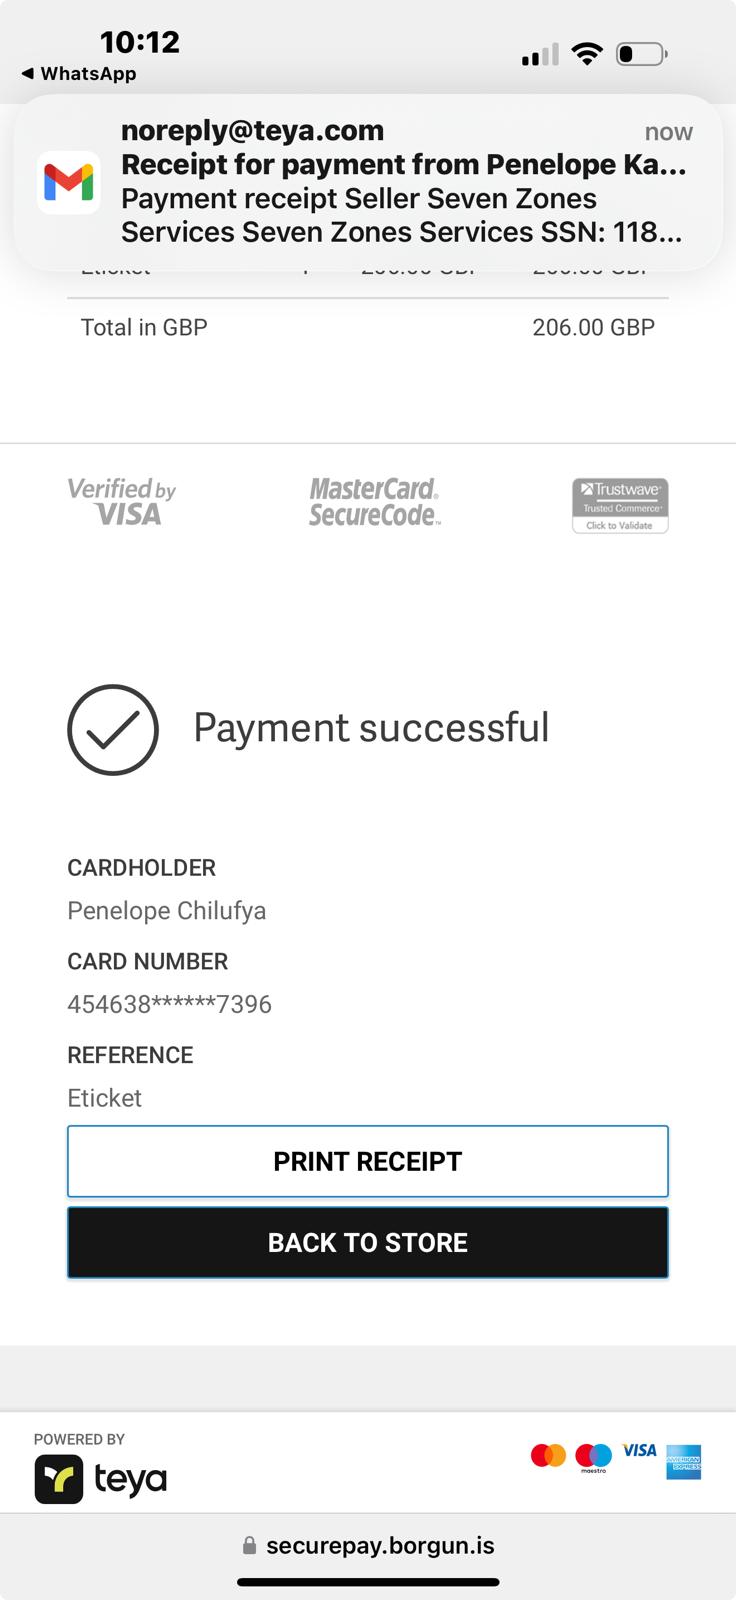 10:12
WhatsApp
noreply@teya.com now
Receipt for payment from Penelope Ka...
Payment receipt Seller Seven Zones
Services Seven Zones Services SSN: 118...
Total in GBP 206.00 GBP
Verified by
VISA
MasterCard.
SecureCode™
Trustwave
Trusted Commerce
Click to Validate
Payment successful
CARDHOLDER
Penelope Chilufya
CARD NUMBER
454638******7396
REFERENCE
Eticket
PRINT RECEIPT
BACK TO STORE
POWERED BY
teya
maestro
VISA
AMERICAN
EXPRESS
securepay.borgun.is